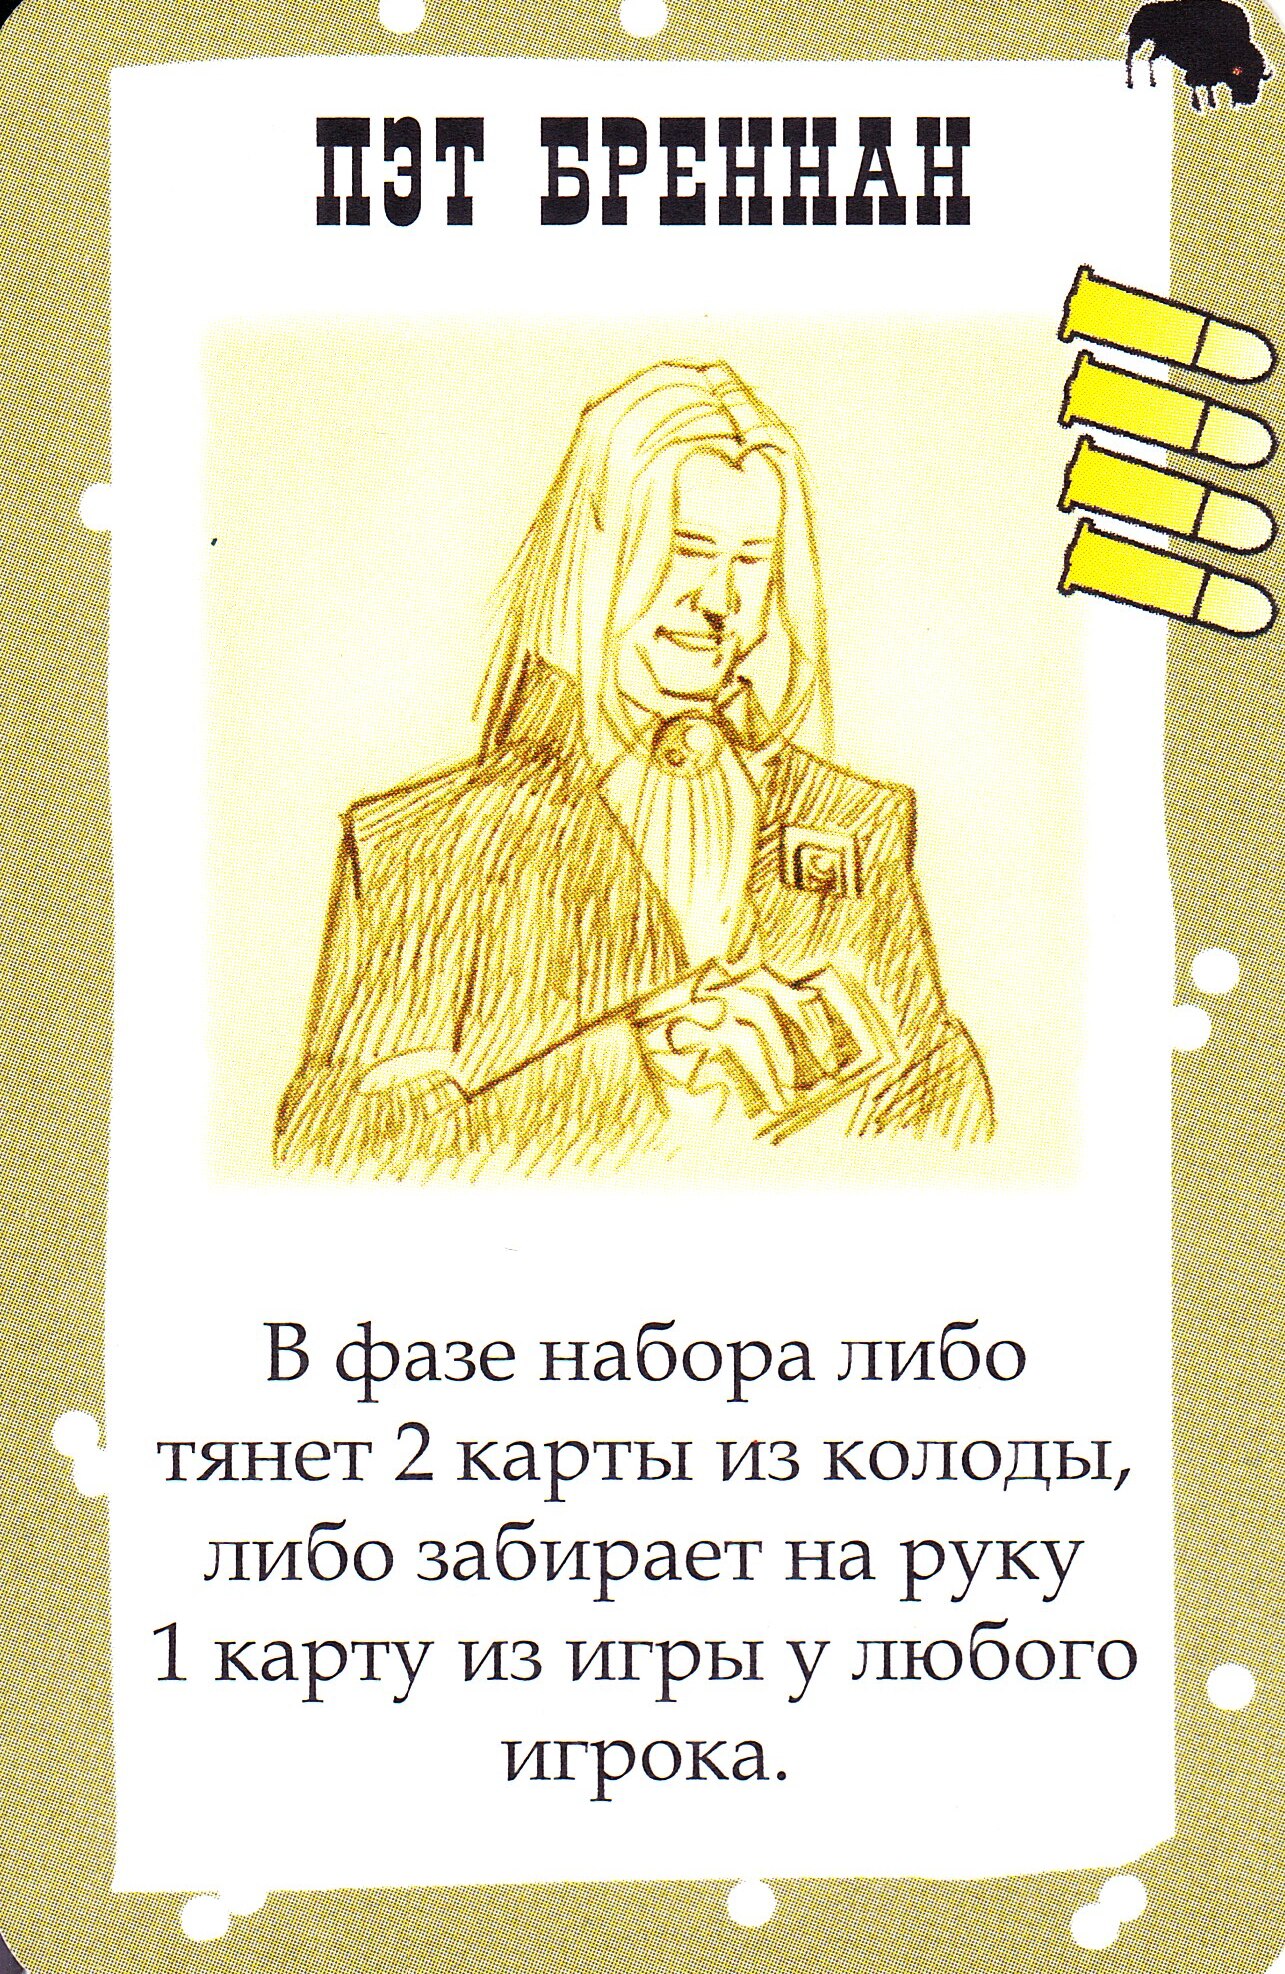 ПЭТ БРЕННАН
В фазе набора либо
тянет 2 карты из колоды,
либо забирает на руку
1 карту из игры у любого
игрока.